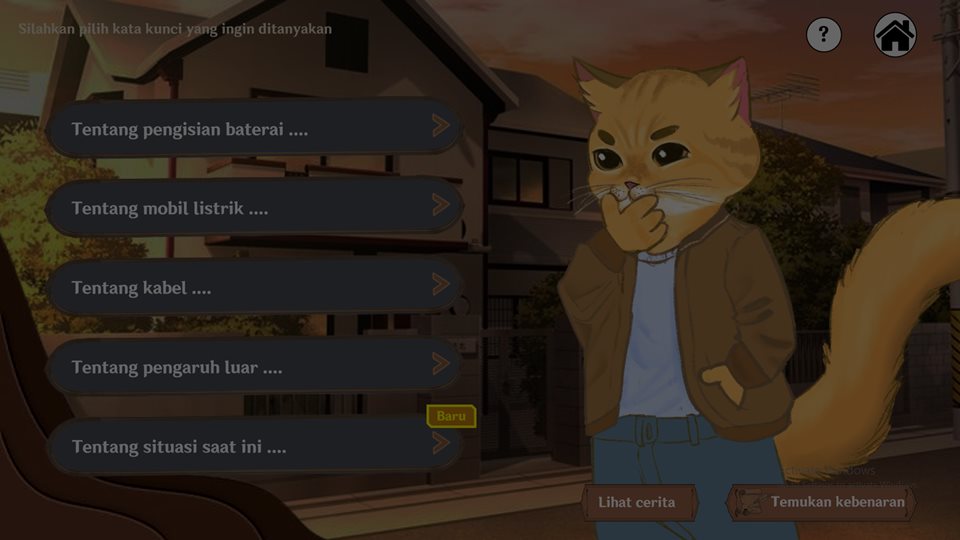 Silahkan pilih kata kunci yang ingin ditanyakan
?
Tentang pengisian baterai ....
Tentang mobil listrik ....
Tentang kabel ....
Tentang pengaruh luar ....
Baru
Tentang situasi saat ini ....
Lihat cerita
Temukan kebenaran